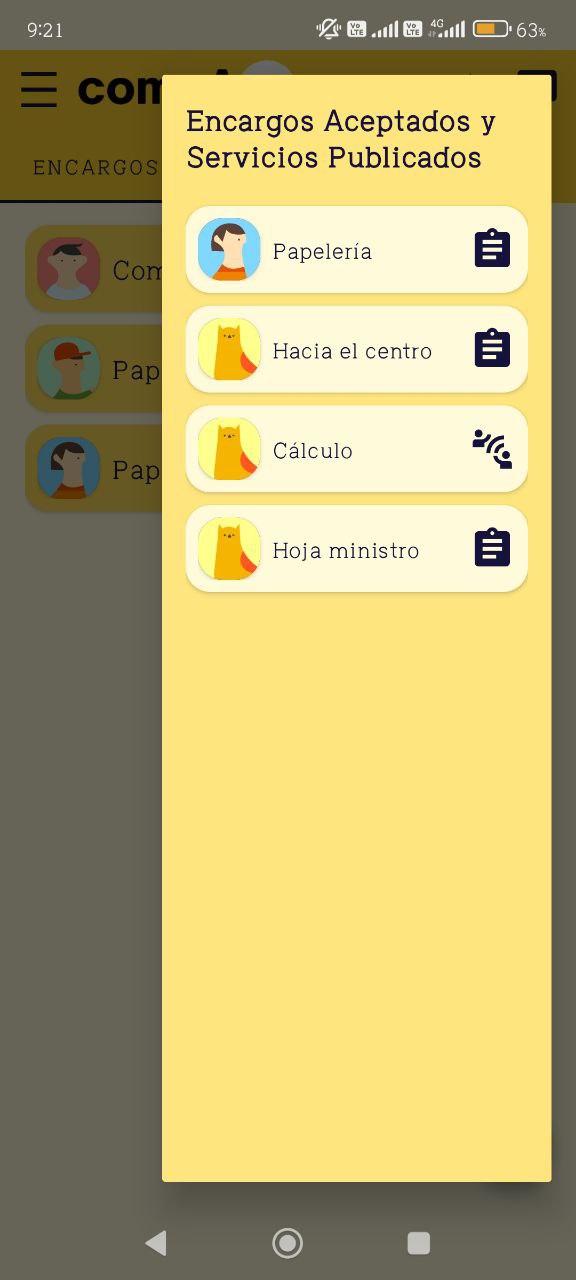 9:21
Vo LTE
Vo LTE
4G
63%
com
Encargos Aceptados y
Servicios Publicados
ENCARGOS
Papelería
Com
Hacia el centro
Pap
Cálculo
Pap
Hoja ministro